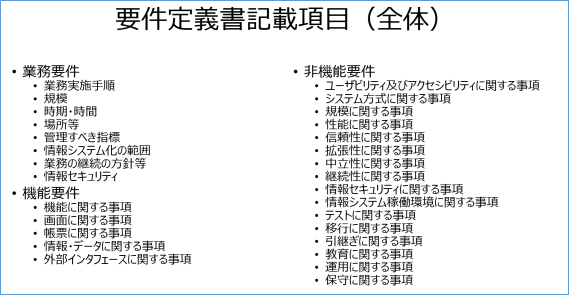 要件定義書記載項目（全体）
• 業務要件
• 業務実施手順
• 規模
• 時期・時間
• 場所等
• 管理すべき指標
• 情報システム化の範囲
• 業務の継続の方針等
• 情報セキュリティ
• 機能要件
• 機能に関する事項
• 画面に関する事項
• 帳票に関する事項
• 情報・データに関する事項
• 外部インタフェースに関する事項
• 非機能要件
• ユーザビリティ及びアクセシビリティに関する事項
• システム方式に関する事項
• 規模に関する事項
• 性能に関する事項
• 信頼性に関する事項
• 拡張性に関する事項
• 中立性に関する事項
• 継続性に関する事項
• 情報セキュリティに関する事項
• 情報システム稼働環境に関する事項
• テストに関する事項
• 移行に関する事項
• 引継ぎに関する事項
• 教育に関する事項
• 運用に関する事項
• 保守に関する事項